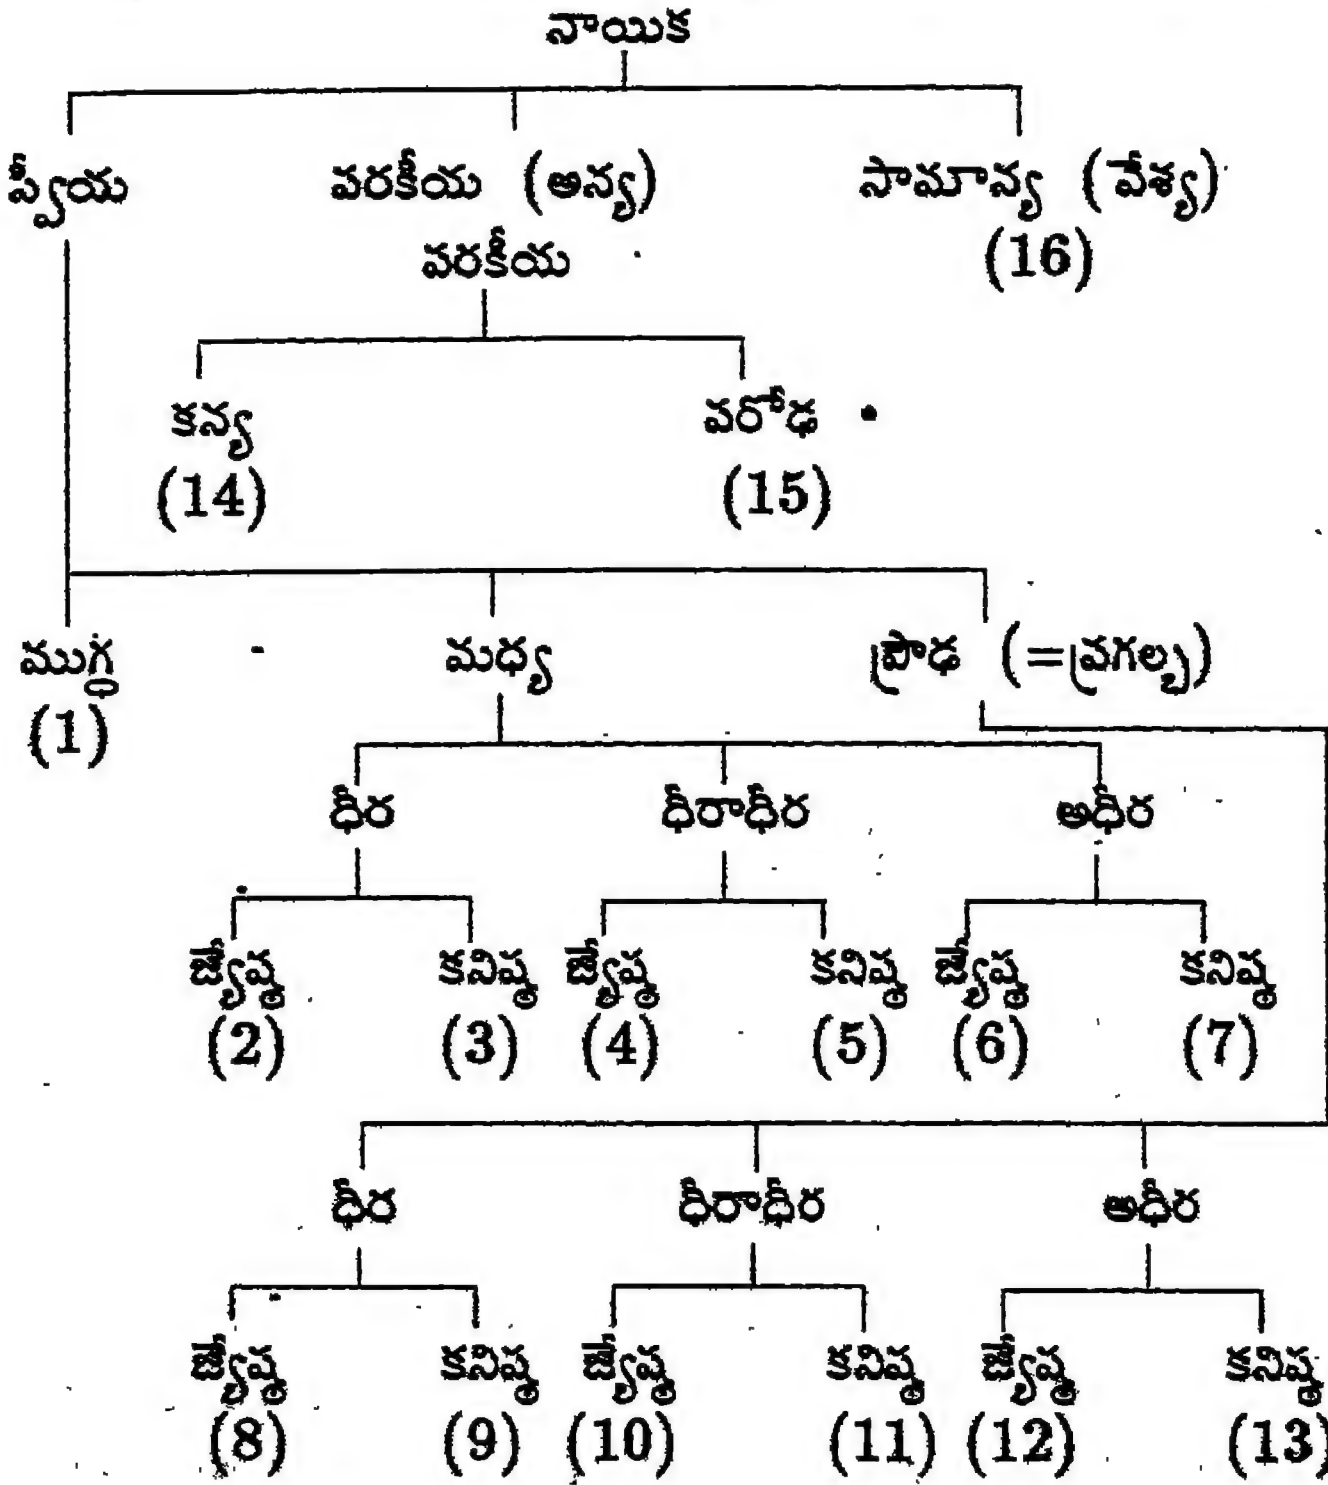 నాయిక
స్వీయ పరకీయ (అన్య) సామాన్య (వేశ్య)
(16)
పరకీయ
కన్య పరోఢ
(14) (15)
ముగ్ధ మధ్య ప్రౌఢ (=ప్రగల్భ)
(1)
ధీర ధీరాధీర అధీర
జ్యేష్ఠ కనిష్ఠ జ్యేష్ఠ కనిష్ఠ జ్యేష్ఠ కనిష్ఠ
(2) (3) (4) (5) (6) (7)
ధీర ధీరాధీర అధీర
జ్యేష్ఠ కనిష్ఠ జ్యేష్ఠ కనిష్ఠ జ్యేష్ఠ కనిష్ఠ
(8) (9) (10) (11) (12) (13)